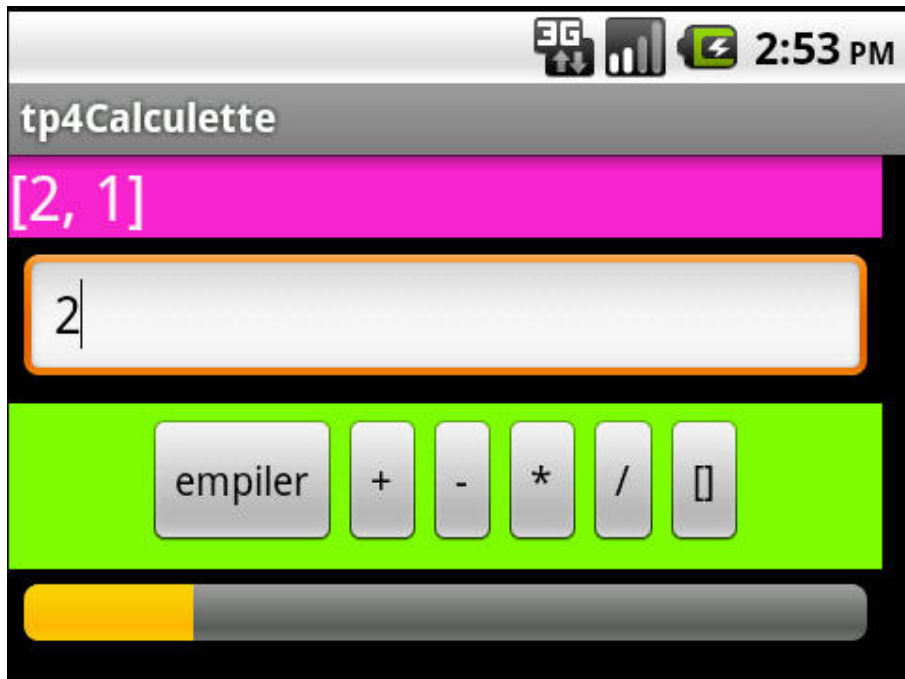 3G 2:53 PM
tp4Calculette
[2, 1]
2
empiler + - * / []